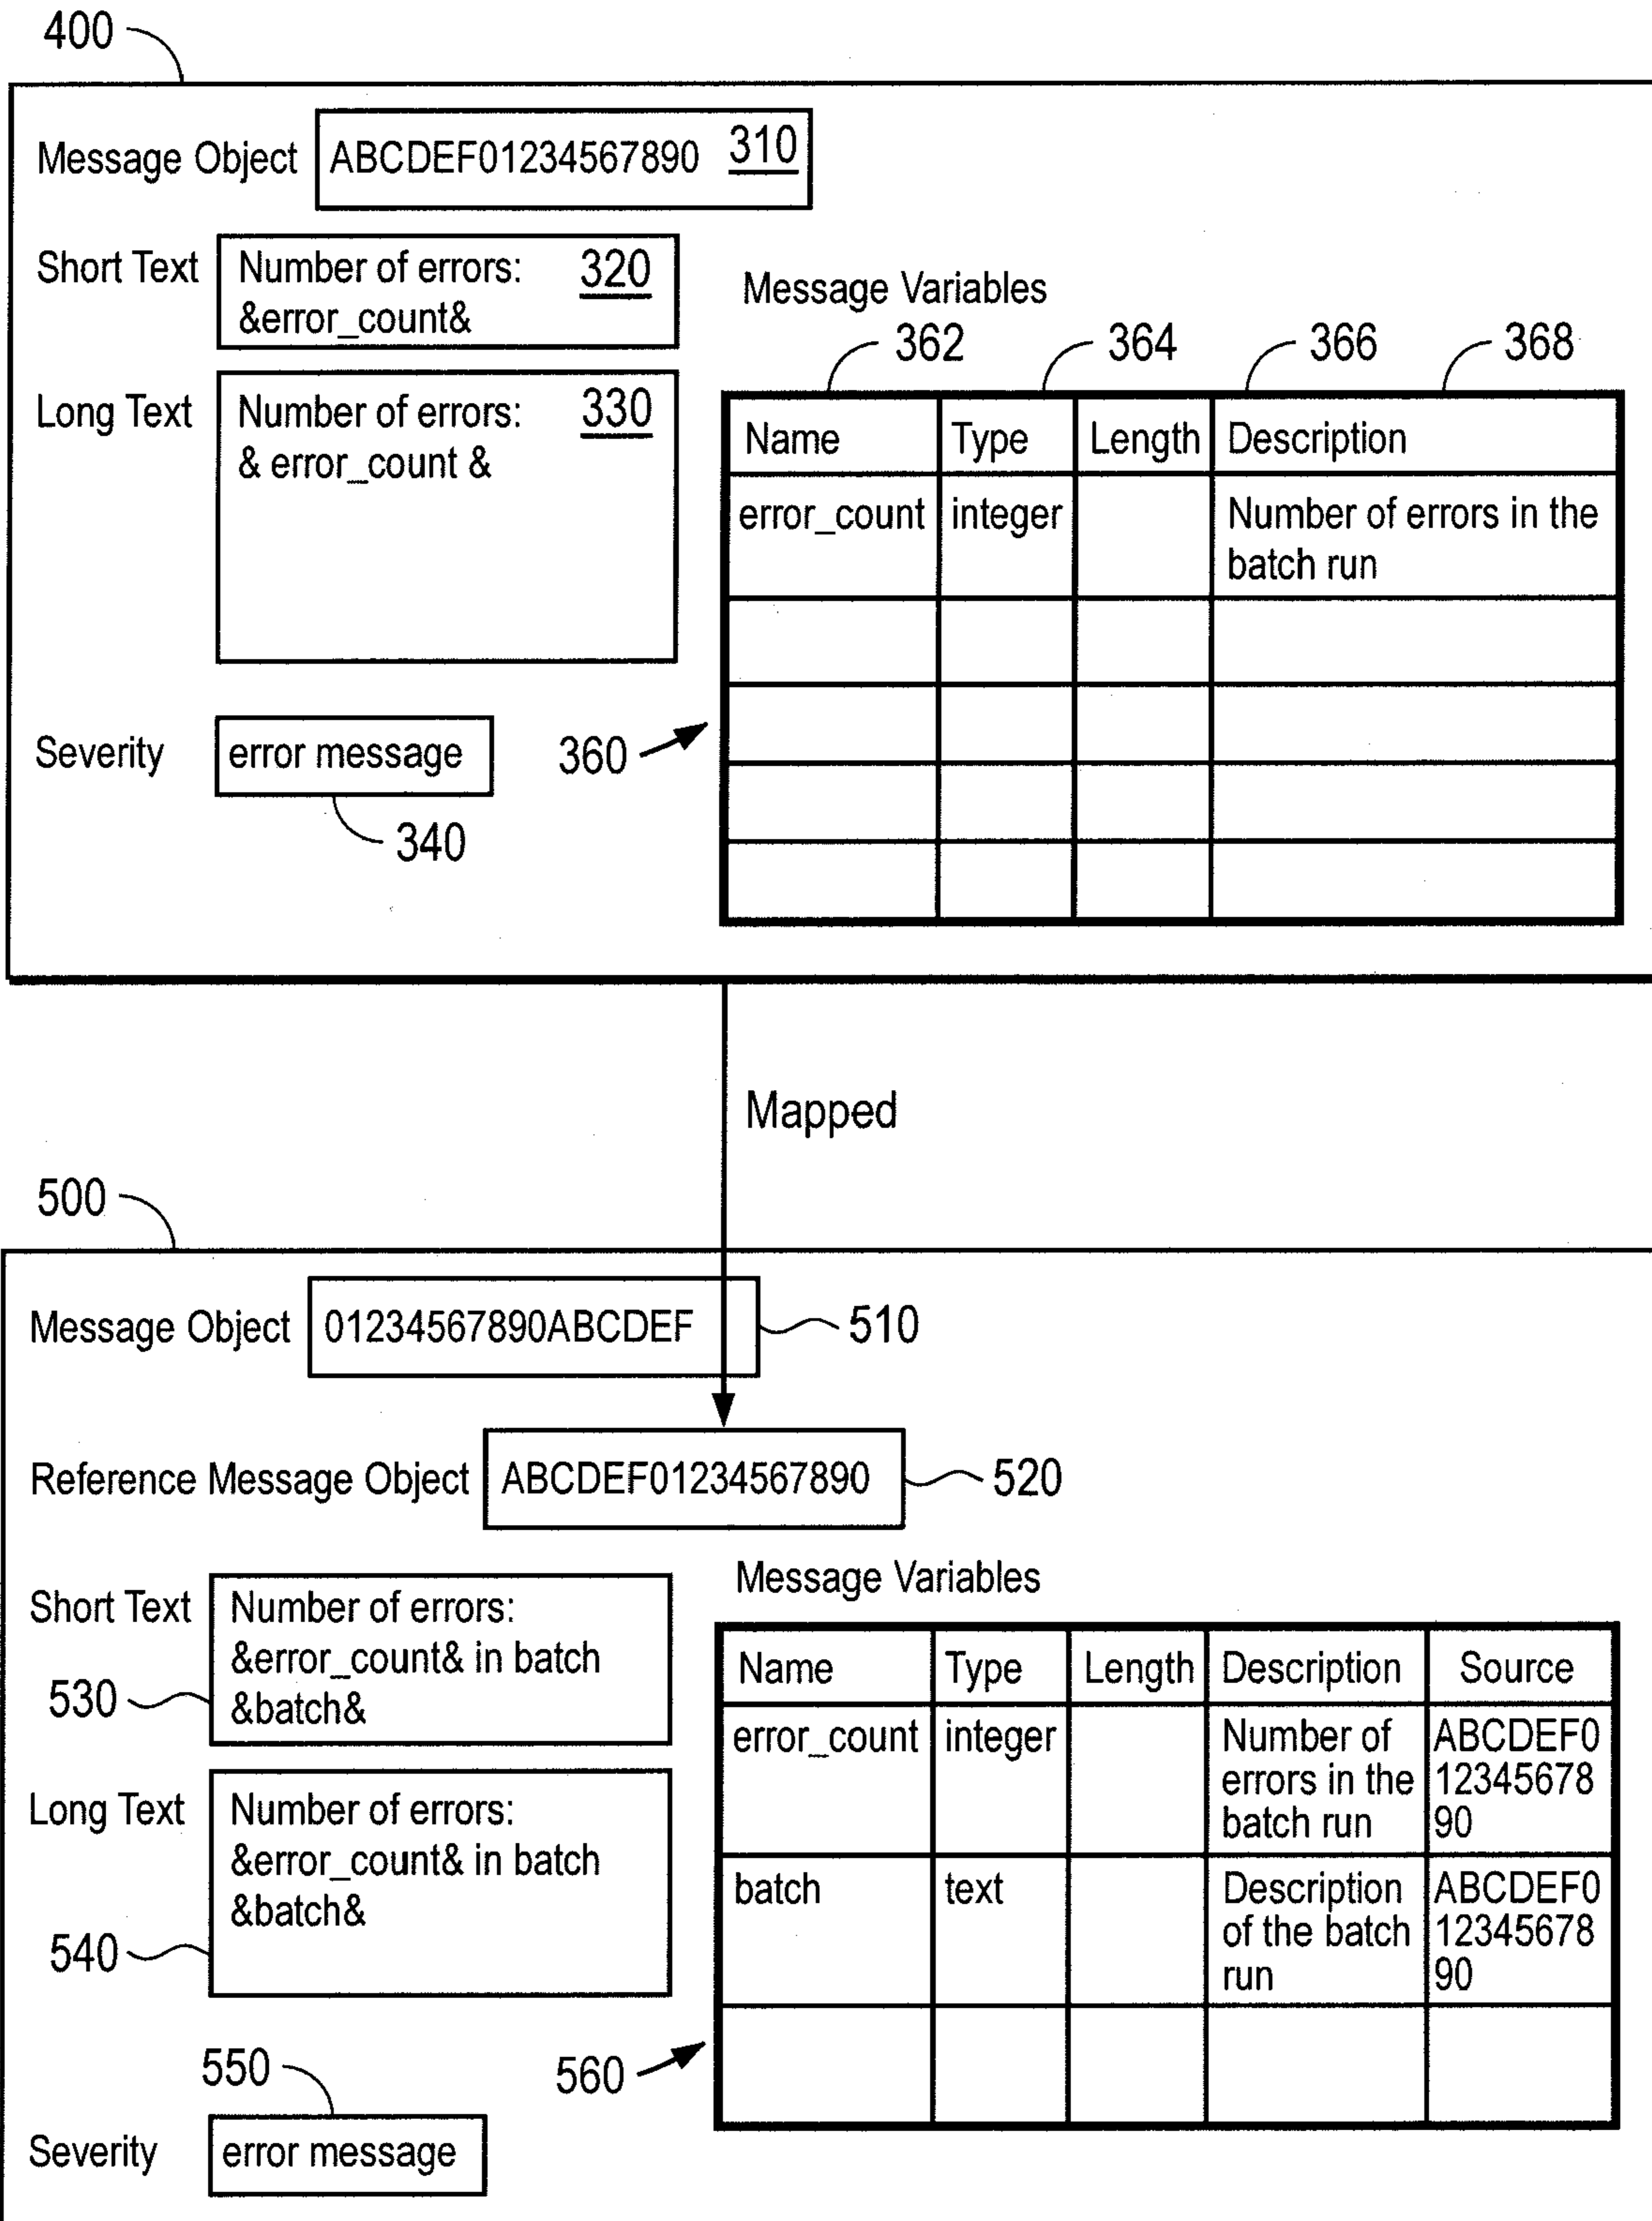 400
Message Object ABCDEF01234567890 310
Short Text Number of errors: 320
&error_count&
Long Text Number of errors: 330
& error_count &
Severity error message
340
Message Variables
362 364 366 368
Name Type Length Description
error_count integer Number of errors in the
batch run
360
Mapped
500
Message Object 01234567890ABCDEF 510
Reference Message Object ABCDEF01234567890 520
Short Text Number of errors:
&error_count& in batch
&batch&
530
Long Text Number of errors:
&error_count& in batch
&batch&
540
550
Severity error message
Message Variables
Name Type Length Description Source
error_count integer Number of ABCDEF0
errors in the 12345678
batch run 90
batch text Description ABCDEF0
of the batch 12345678
run 90
560